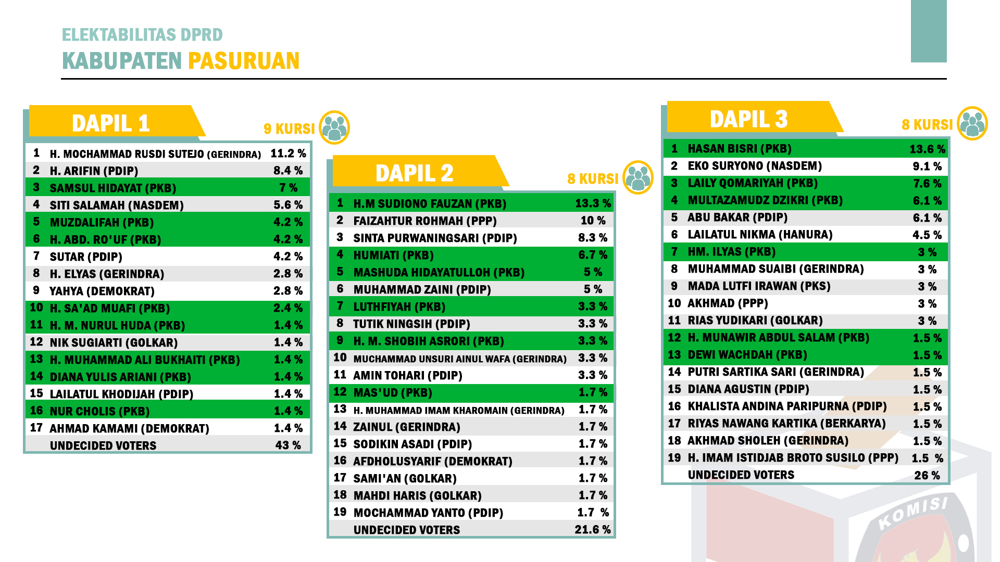 ELEKTABILITAS DPRD
KABUPATEN PASURUAN
DAPIL 1
9 KURSI
1 H. MOCHAMMAD RUSDI SUTEJO (GERINDRA) 11.2 %
2 H. ARIFIN (PDIP) 8.4 %
3 SAMSUL HIDAYAT (PKB) 7 %
4 SITI SALAMAH (NASDEM) 5.6 %
5 MUZDALIFAH (PKB) 4.2 %
6 H. ABD. RO'UF (PKB) 4.2 %
7 SUTAR (PDIP) 4.2 %
8 H. ELYAS (GERINDRA) 2.8 %
9 YAHYA (DEMOKRAT) 2.8 %
10 H. SA'AD MUAFI (PKB) 2.4 %
11 H. M. NURUL HUDA (PKB) 1.4 %
12 NIK SUGIARTI (GOLKAR) 1.4 %
13 H. MUHAMMAD ALI BUKHAITI (PKB) 1.4 %
14 DIANA YULIS ARIANI (PKB) 1.4 %
15 LAILATUL KHODIJAH (PDIP) 1.4 %
16 NUR CHOLIS (PKB) 1.4 %
17 AHMAD KAMAMI (DEMOKRAT) 1.4 %
UNDECIDED VOTERS 43 %
DAPIL 2
8 KURSI
1 H.M SUDIONO FAUZAN (PKB) 13.3 %
2 FAIZAHTUR ROHMAH (PPP) 10 %
3 SINTA PURWANINGSARI (PDIP) 8.3 %
4 HUMIATI (PKB) 6.7 %
5 MASHUDA HIDAYATULLOH (PKB) 5 %
6 MUHAMMAD ZAINI (PDIP) 5 %
7 LUTHFIYAH (PKB) 3.3 %
8 TUTIK NINGSIH (PDIP) 3.3 %
9 H. M. SHOBIH ASRORI (PKB) 3.3 %
10 MUCHAMMAD UNSURI AINUL WAFA (GERINDRA) 3.3 %
11 AMIN TOHARI (PDIP) 3.3 %
12 MAS'UD (PKB) 1.7 %
13 H. MUHAMMAD IMAM KHAROMAIN (GERINDRA) 1.7 %
14 ZAINUL (GERINDRA) 1.7 %
15 SODIKIN ASADI (PDIP) 1.7 %
16 AFDHOLUSYARIF (DEMOKRAT) 1.7 %
17 SAMI'AN (GOLKAR) 1.7 %
18 MAHDI HARIS (GOLKAR) 1.7 %
19 MOCHAMMAD YANTO (PDIP) 1.7 %
UNDECIDED VOTERS 21.6 %
DAPIL 3
8 KURSI
1 HASAN BISRI (PKB) 13.6 %
2 EKO SURYONO (NASDEM) 9.1 %
3 LAILY QOMARIYAH (PKB) 7.6 %
4 MULTAZAMUDZ DZIKRI (PKB) 6.1 %
5 ABU BAKAR (PDIP) 6.1 %
6 LAILATUL NIKMA (HANURA) 4.5 %
7 HM. ILYAS (PKB) 3 %
8 MUHAMMAD SUAIBI (GERINDRA) 3 %
9 MADA LUTFI IRAWAN (PKS) 3 %
10 AKHMAD (PPP) 3 %
11 RIAS YUDIKARI (GOLKAR) 3 %
12 H. MUNAWIR ABDUL SALAM (PKB) 1.5 %
13 DEWI WACHDAH (PKB) 1.5 %
14 PUTRI SARTIKA SARI (GERINDRA) 1.5 %
15 DIANA AGUSTIN (PDIP) 1.5 %
16 KHALISTA ANDINA PARIPURNA (PDIP) 1.5 %
17 RIYAS NAWANG KARTIKA (BERKARYA) 1.5 %
18 AKHMAD SHOLEH (GERINDRA) 1.5 %
19 H. IMAM ISTIDJAB BROTO SUSILO (PPP) 1.5 %
UNDECIDED VOTERS 26 %
KOMISI